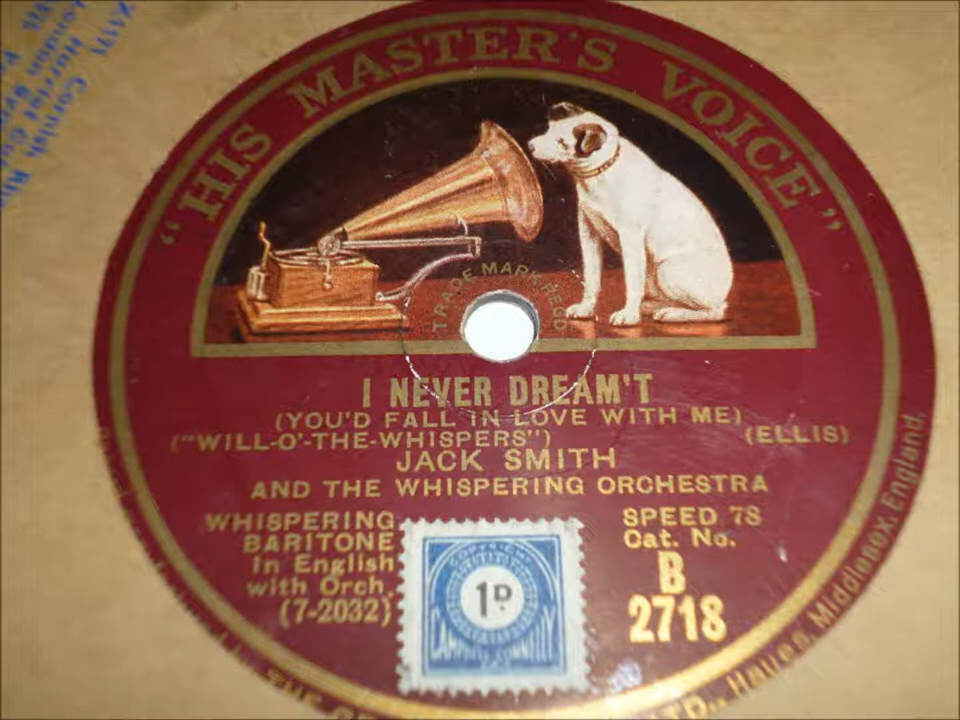 "HIS MASTER'S VOICE"
TRADE MARK REGD
I NEVER DREAM'T
(YOU'D FALL IN LOVE WITH ME)
("WILL-O'-THE-WHISPERS") (ELLIS)
JACK SMITH
AND THE WHISPERING ORCHESTRA
WHISPERING
BARITONE
In English
with Orch.
(7-2032)
SPEED 78
Cat. No.
B
2718
COPYRIGHT
1D
Hayes, Middlesex, England.